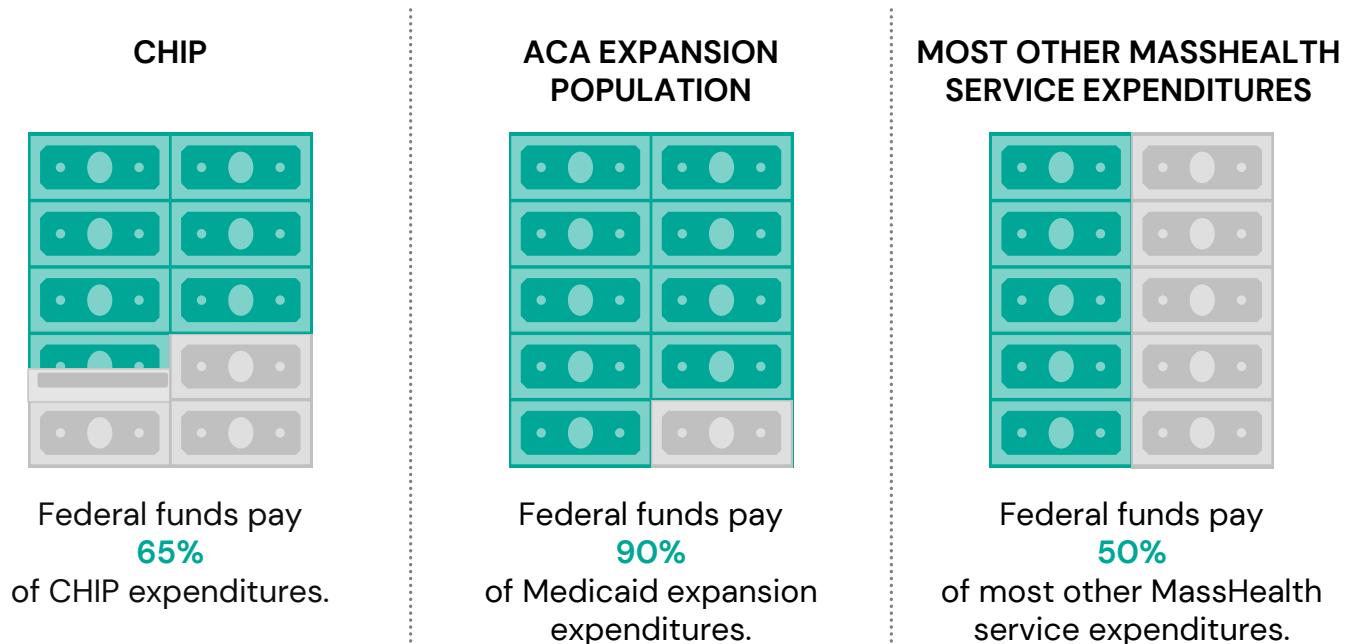 CHIP
Federal funds pay
65%
of CHIP expenditures.
ACA EXPANSION
POPULATION
Federal funds pay
90%
of Medicaid expansion
expenditures.
MOST OTHER MASSHEALTH
SERVICE EXPENDITURES
Federal funds pay
50%
of most other MassHealth
service expenditures.